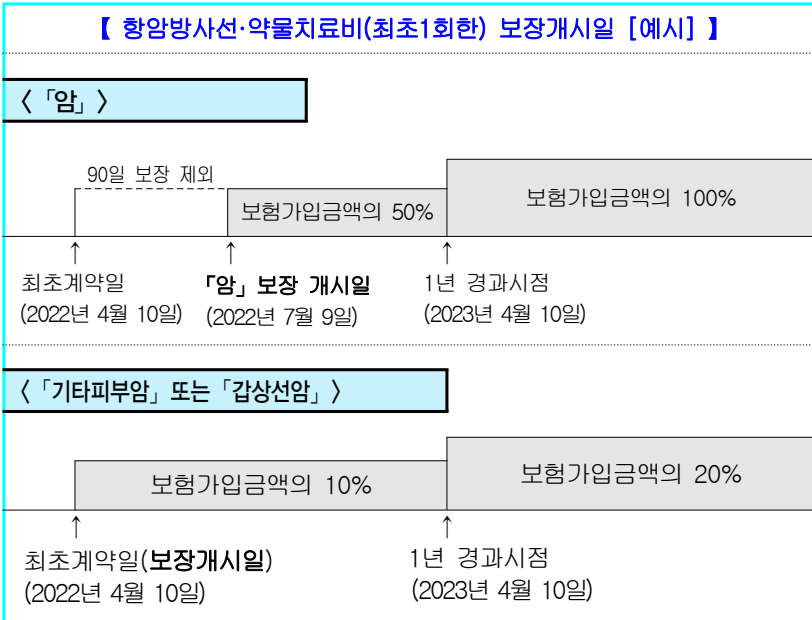 【 항암방사선·약물치료비(최초1회한) 보장개시일 [예시] 】
〈「암」〉
90일 보장 제외
보험가입금액의 50%
보험가입금액의 100%
↑ ↑ ↑
최초계약일 「암」 보장 개시일 1년 경과시점
(2022년 4월 10일) (2022년 7월 9일) (2023년 4월 10일)
〈「기타피부암」 또는 「갑상선암」〉
보험가입금액의 10%
보험가입금액의 20%
↑ ↑
최초계약일(보장개시일) 1년 경과시점
(2022년 4월 10일) (2023년 4월 10일)